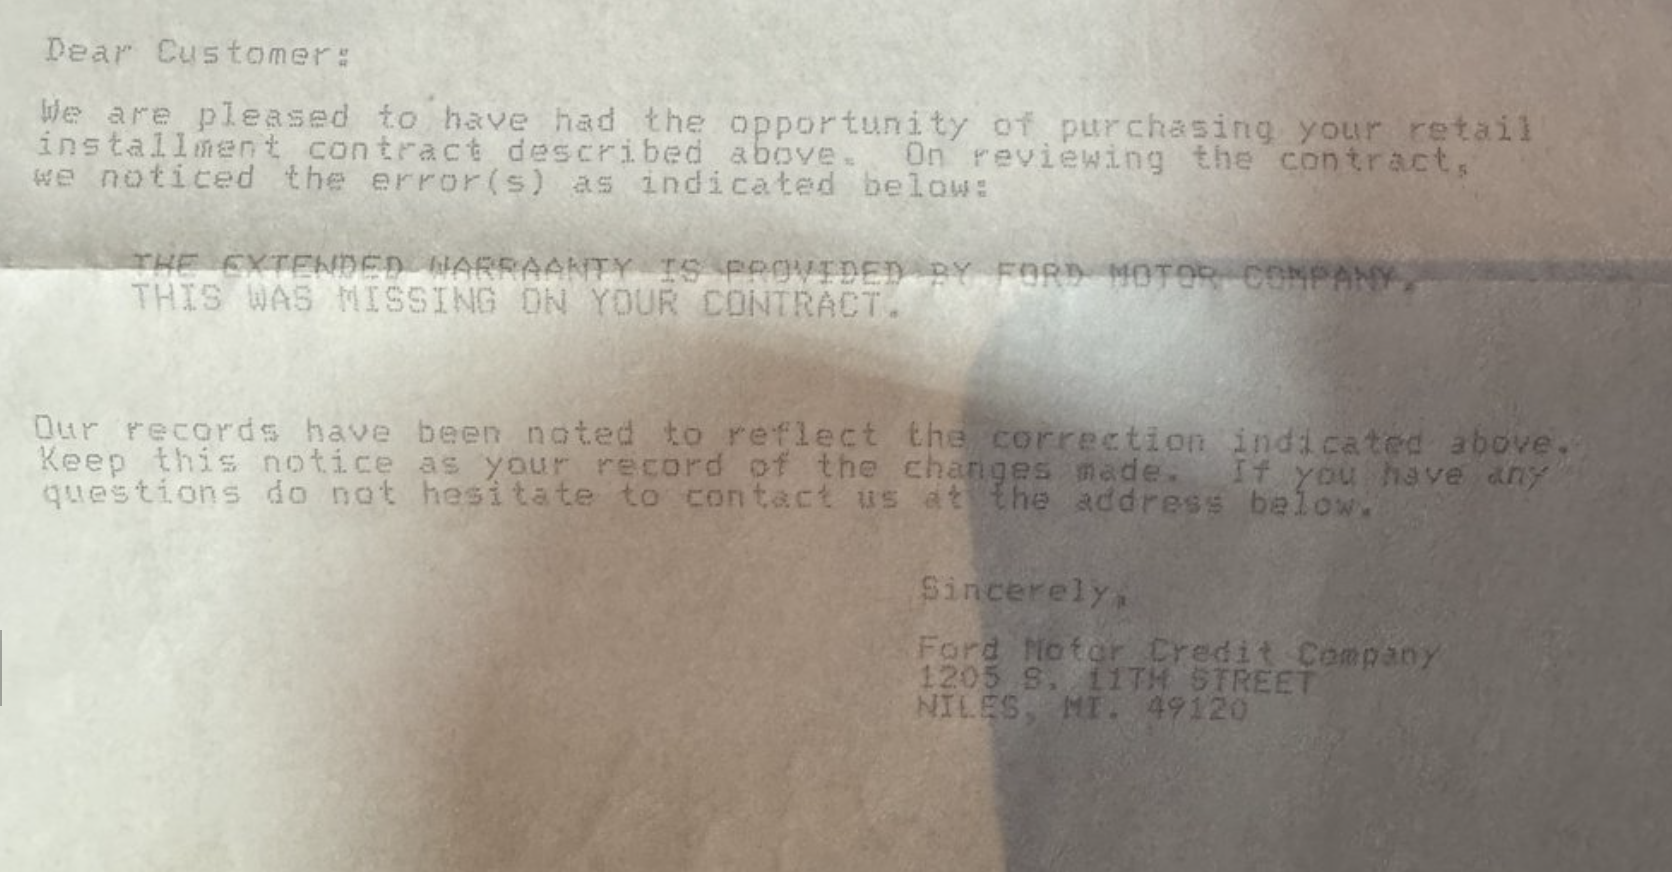 Dear Customer:
We are pleased to have had the opportunity of purchasing your retail
installment contract described above. On reviewing the contract,
we noticed the error(s) as indicated below:
THE EXTENDED WARRAANTY IS PROVIDED BY FORD MOTOR COMPANY.
THIS WAS MISSING ON YOUR CONTRACT.
Our records have been noted to reflect the correction indicated above.
Keep this notice as your record of the changes made. If you have any
questions do not hesitate to contact us at the address below.
Sincerely,
Ford Motor Credit Company
1205 S. 11TH STREET
NILES, MI. 49120